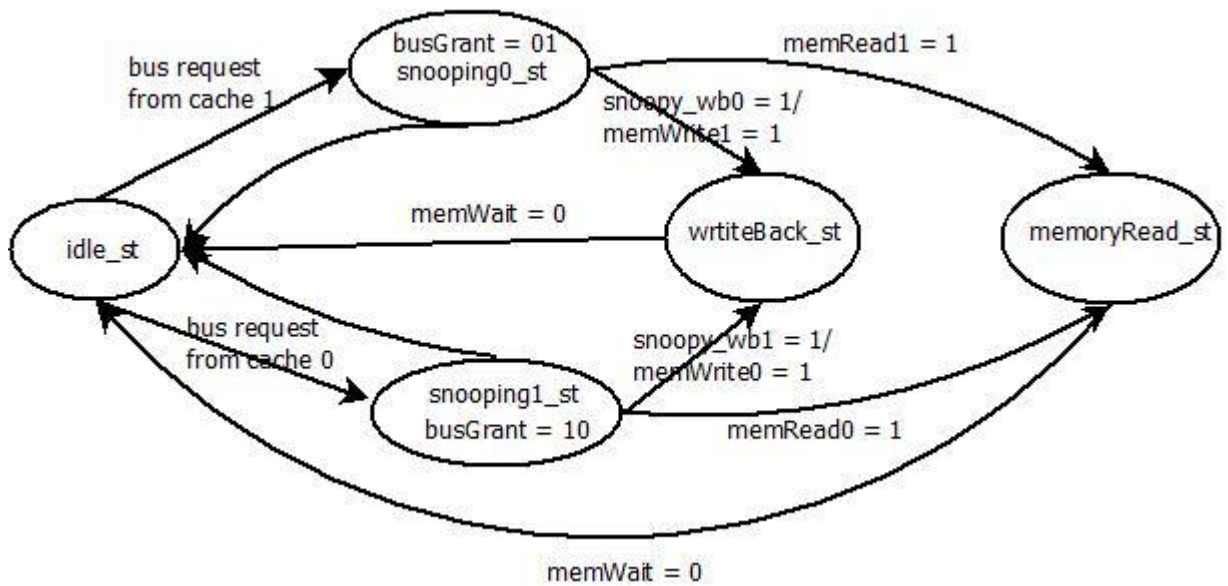 busGrant = 01
snooping0_st
memRead1 = 1
bus request
from cache 1
snoopy_wb0 = 1/
memWrite1 = 1
memWait = 0
idle_st
wrtiteBack_st
memoryRead_st
bus request
from cache 0
snoopy_wb1 = 1/
memWrite0 = 1
snooping1_st
busGrant = 10
memRead0 = 1
memWait = 0